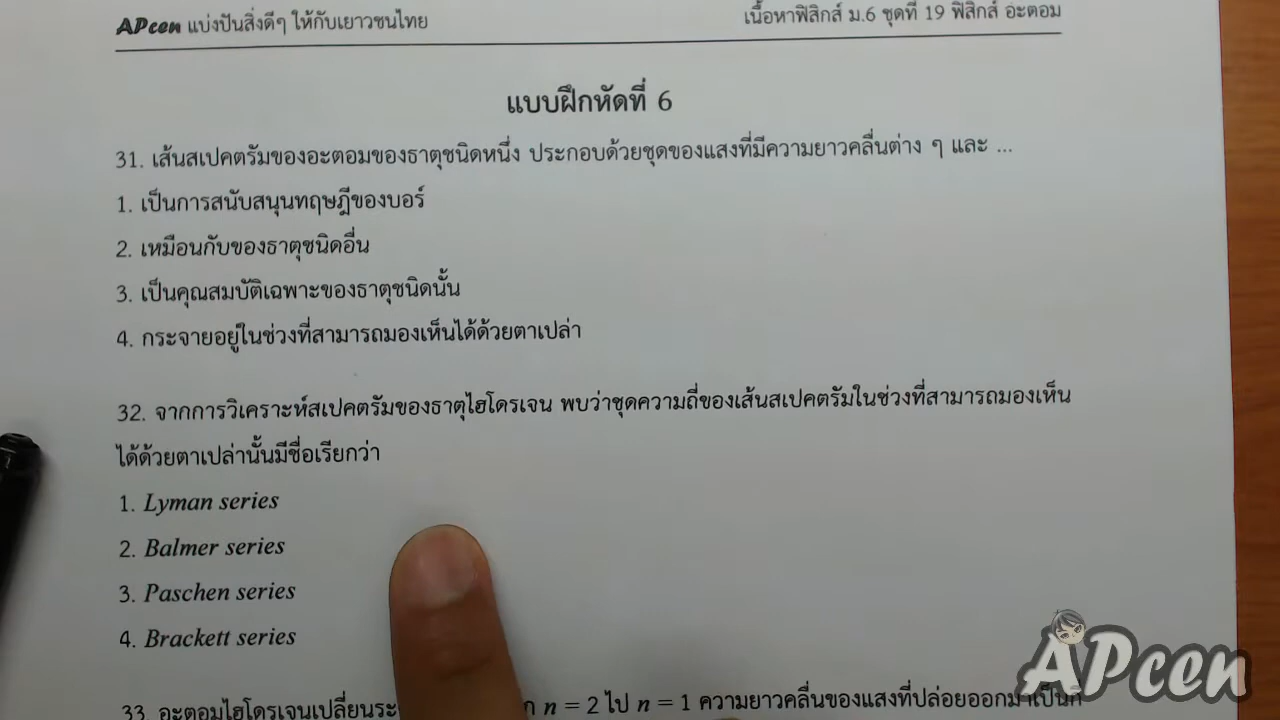 APcen แบ่งปันสิ่งดีๆ ให้กับเยาวชนไทย
เนื้อหาฟิสิกส์ ม.6 ชุดที่ 19 ฟิสิกส์ อะตอม
แบบฝึกหัดที่ 6
31. เส้นสเปคตรัมของอะตอมของธาตุชนิดหนึ่ง ประกอบด้วยชุดของแสงที่มีความยาวคลื่นต่าง ๆ และ ...
1. เป็นการสนับสนุนทฤษฎีของบอร์
2. เหมือนกับของธาตุชนิดอื่น
3. เป็นคุณสมบัติเฉพาะของธาตุชนิดนั้น
4. กระจายอยู่ในช่วงที่สามารถมองเห็นได้ด้วยตาเปล่า
32. จากการวิเคราะห์สเปคตรัมของธาตุไฮโดรเจน พบว่าชุดความถี่ของเส้นสเปคตรัมในช่วงที่สามารถมองเห็น
ได้ด้วยตาเปล่านั้นมีชื่อเรียกว่า
1. Lyman series
2. Balmer series
3. Paschen series
4. Brackett series
33. อะตอมไฮโดรเจนเปลี่ยนระ n = 2 ไป n = 1 ความยาวคลื่นของแสงที่ปล่อยออกมาเป็นกี่
APcen